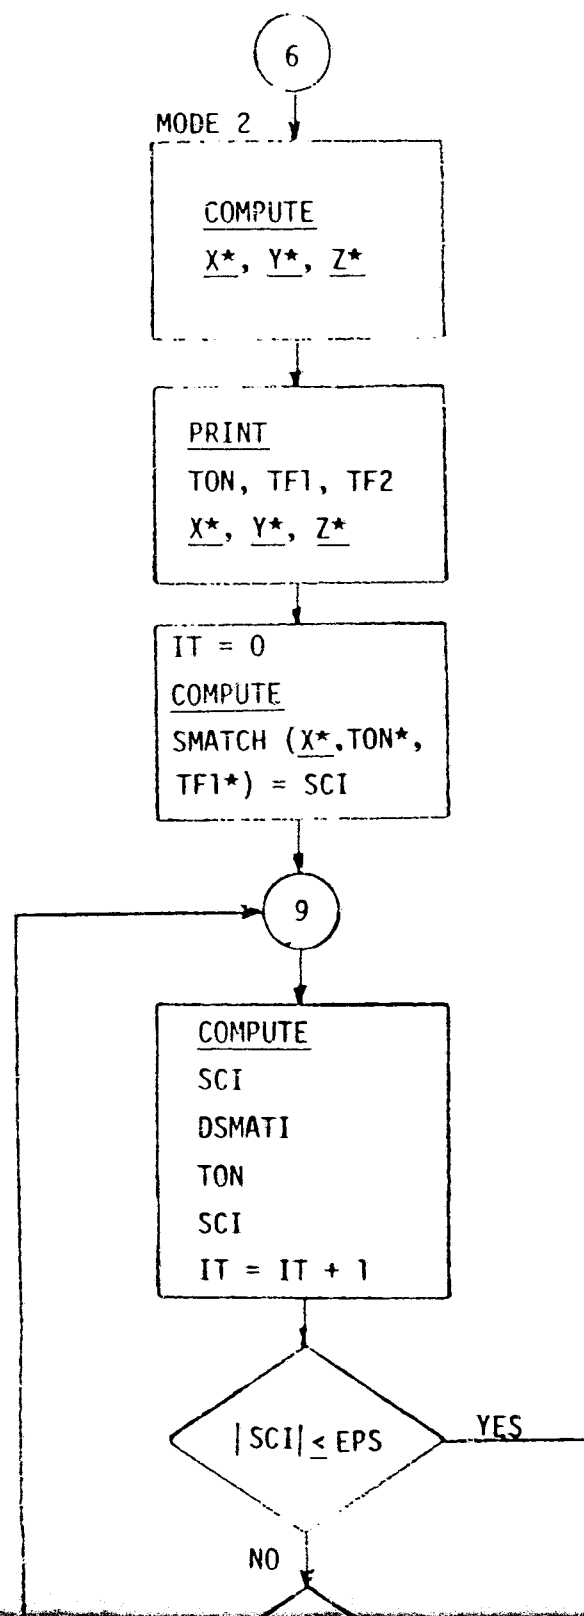 6
MODE 2
COMPUTE
X*, Y*, Z*
PRINT
TON, TF1, TF2
X*, Y*, Z*
IT = 0
COMPUTE
SMATCH (X*,TON*,
TF1*) = SCI
9
COMPUTE
SCI
DSMATI
TON
SCI
IT = IT + 1
|SCI| ≤ EPS
YES
NO